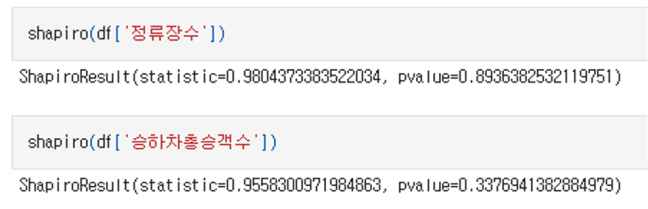 shapiro(df['정류장수'])
ShapiroResult(statistic=0.9804373383522034, pvalue=0.8936382532119751)
shapiro(df['승하차총승객수'])
ShapiroResult(statistic=0.9558300971984863, pvalue=0.3376941382884979)